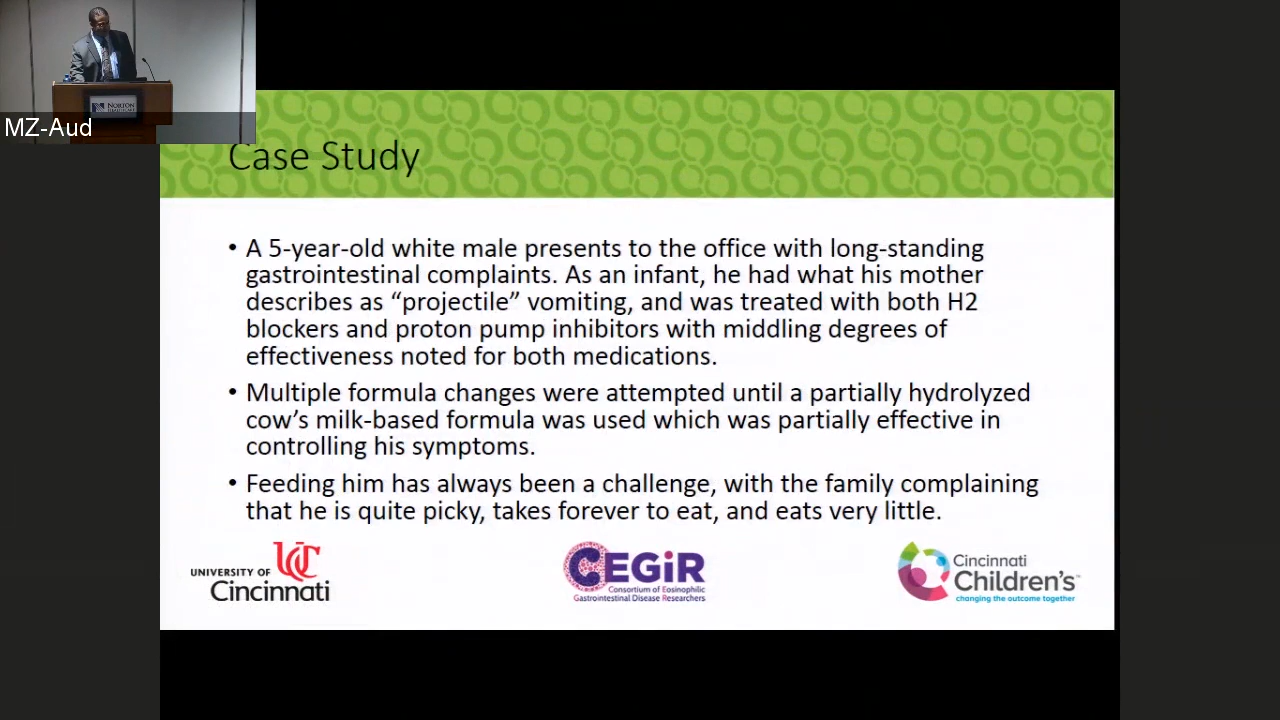 NORTON
MZ-Aud
Case Study
• A 5-year-old white male presents to the office with long-standing
gastrointestinal complaints. As an infant, he had what his mother
describes as “projectile” vomiting, and was treated with both H2
blockers and proton pump inhibitors with middling degrees of
effectiveness noted for both medications.
• Multiple formula changes were attempted until a partially hydrolyzed
cow’s milk-based formula was used which was partially effective in
controlling his symptoms.
• Feeding him has always been a challenge, with the family complaining
that he is quite picky, takes forever to eat, and eats very little.
UC
UNIVERSITY OF
Cincinnati
CEGiR
Consortium of Eosinophilic
Gastrointestinal Disease Researchers
Cincinnati
Children’s™
changing the outcome together